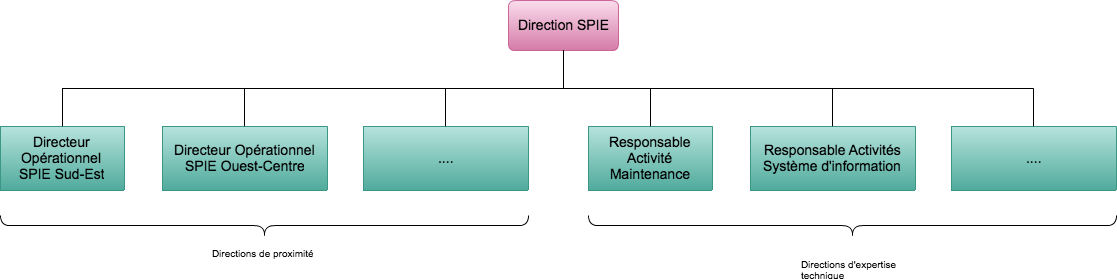 Direction SPIE
Directeur
Opérationnel
SPIE Sud-Est
Directeur Opérationnel
SPIE Ouest-Centre
....
Responsable
Activité
Maintenance
Responsable Activités
Système d'information
....
Directions de proximité
Directions d'expertise
technique